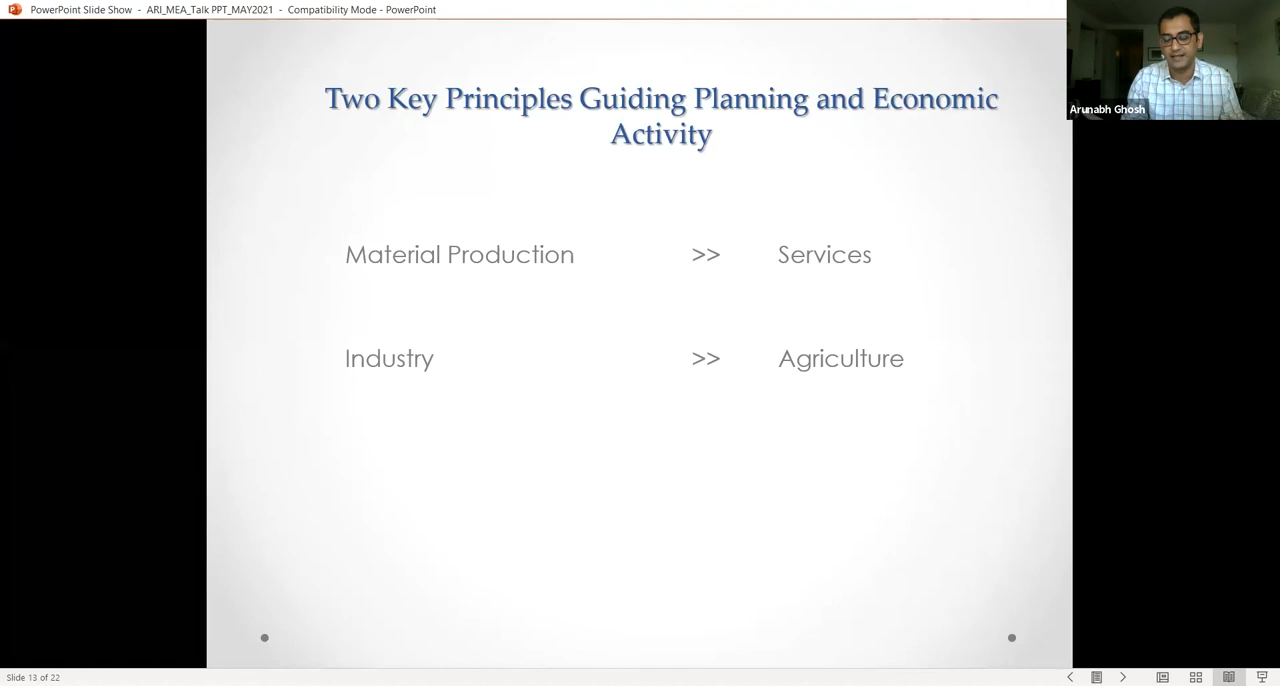 PowerPoint Slide Show - ARI_MEA_Talk PPT_MAY2021 - Compatibility Mode - PowerPoint
Arunabh Ghosh
Two Key Principles Guiding Planning and Economic
Activity
Material Production >> Services
Industry >> Agriculture
Slide 13 of 22